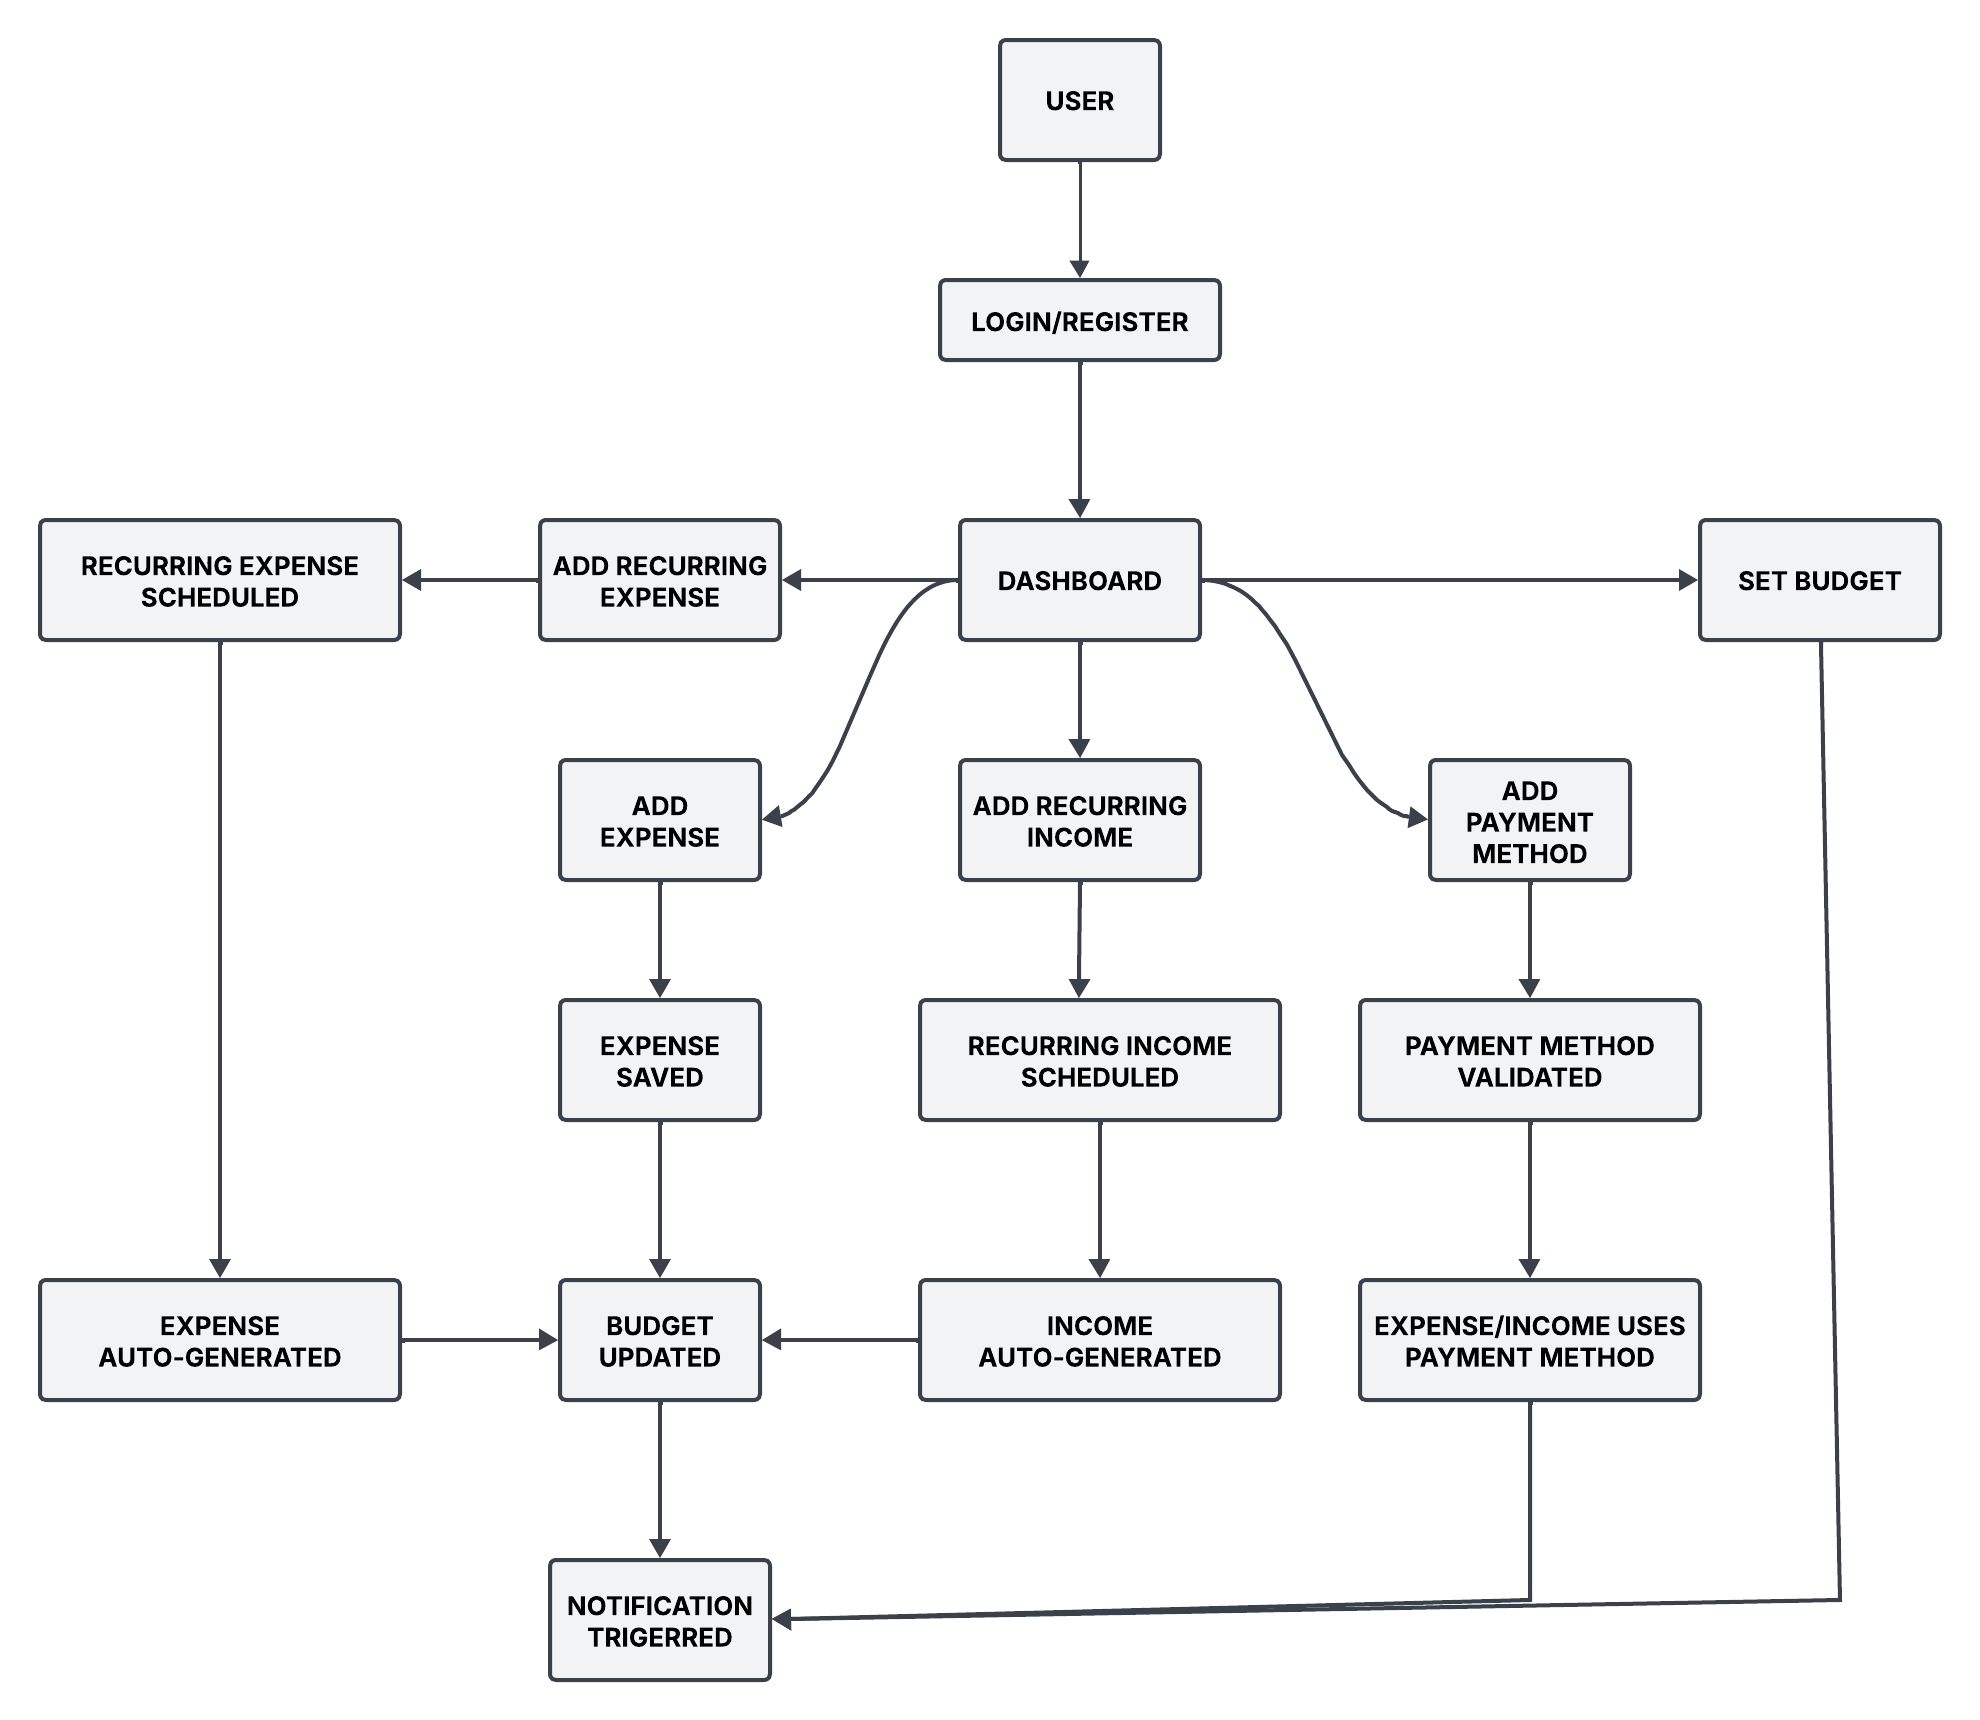 USER
LOGIN/REGISTER
RECURRING EXPENSE
SCHEDULED
ADD RECURRING
EXPENSE
DASHBOARD
SET BUDGET
ADD
EXPENSE
ADD RECURRING
INCOME
ADD
PAYMENT
METHOD
EXPENSE
SAVED
RECURRING INCOME
SCHEDULED
PAYMENT METHOD
VALIDATED
EXPENSE
AUTO-GENERATED
BUDGET
UPDATED
INCOME
AUTO-GENERATED
EXPENSE/INCOME USES
PAYMENT METHOD
NOTIFICATION
TRIGERRED